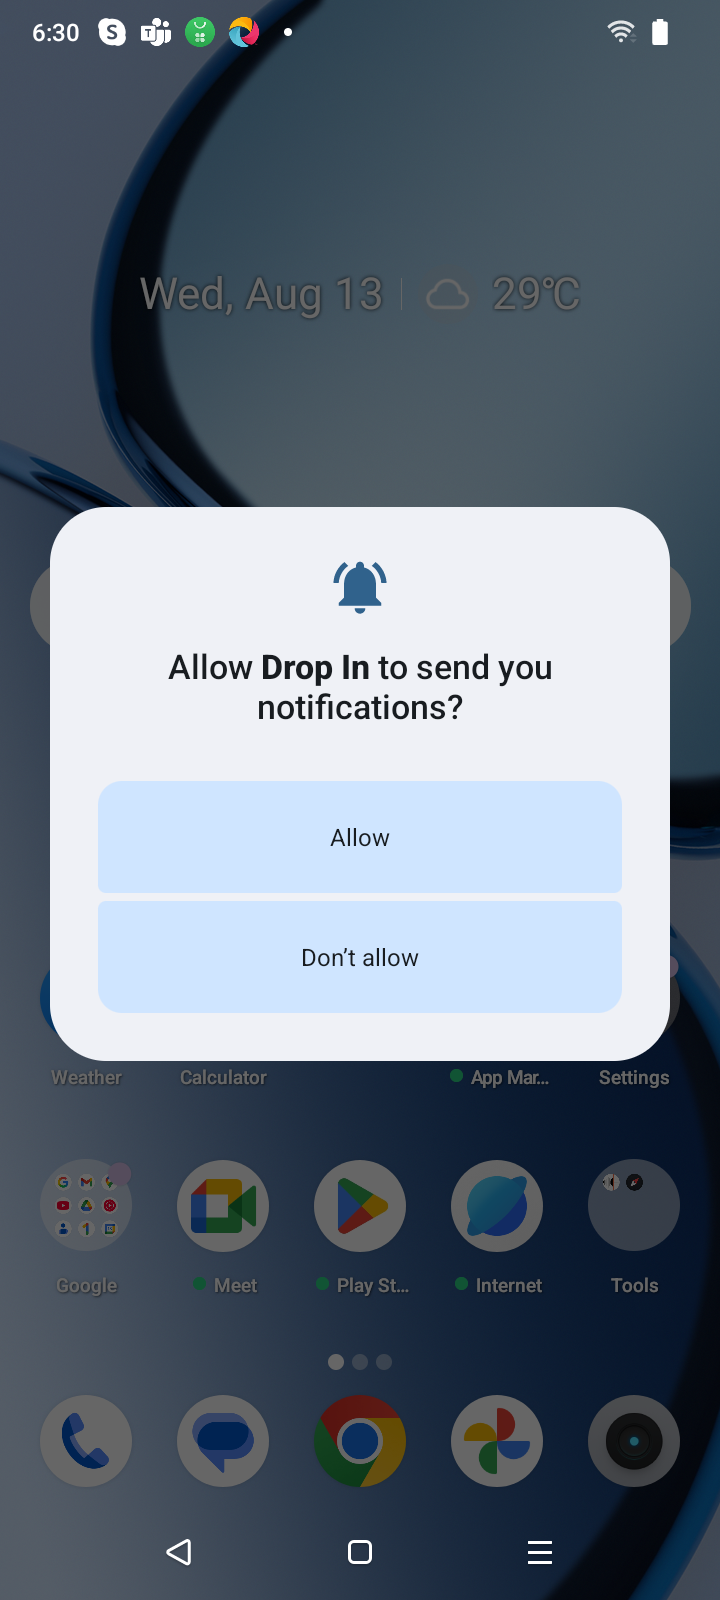 6:30
Wed, Aug 13 29°C
Allow Drop In to send you
notifications?
Allow
Don’t allow
Weather Calculator App Mar... Settings
Google Meet Play St... Internet Tools